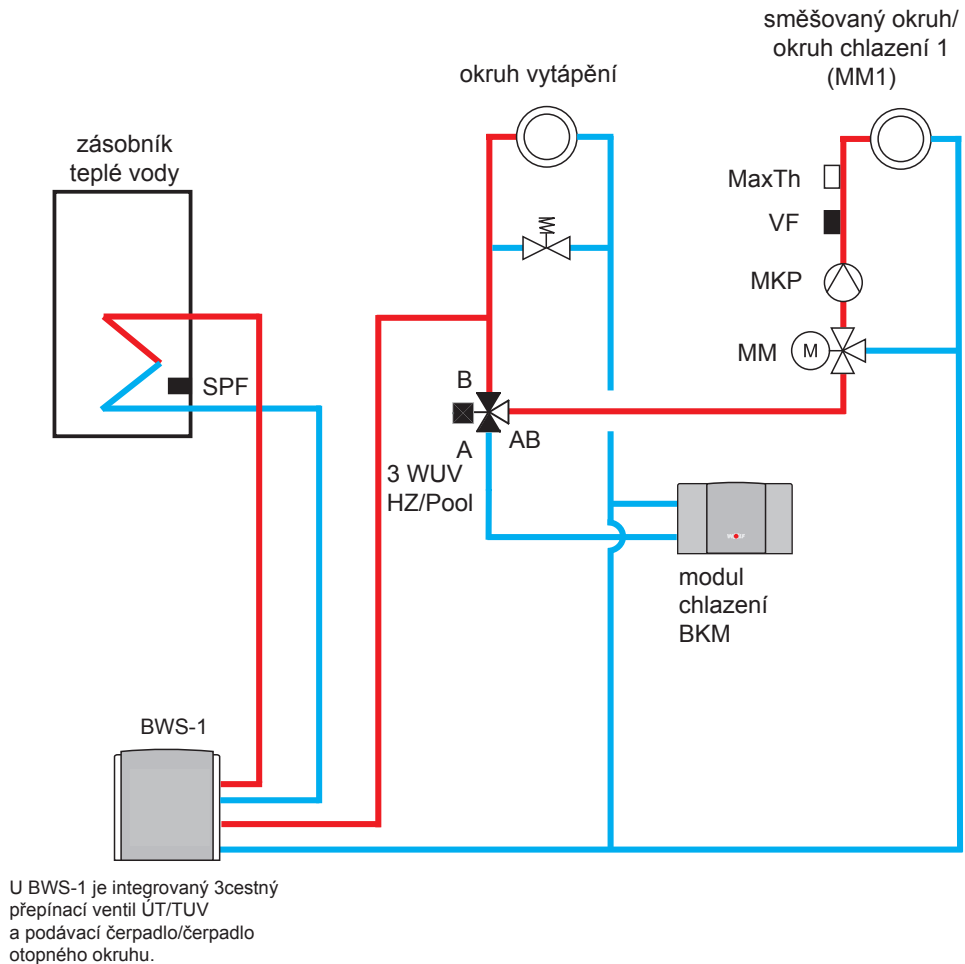 směšovaný okruh/
okruh chlazení 1
(MM1)
okruh vytápění
zásobník
teplé vody
MaxTh
VF
MKP
MM
M
SPF
B
A
AB
3 WUV
HZ/Pool
modul
chlazení
BKM
BWS-1
U BWS-1 je integrovaný 3cestný
přepínací ventil ÚT/TUV
a podávací čerpadlo/čerpadlo
otopného okruhu.